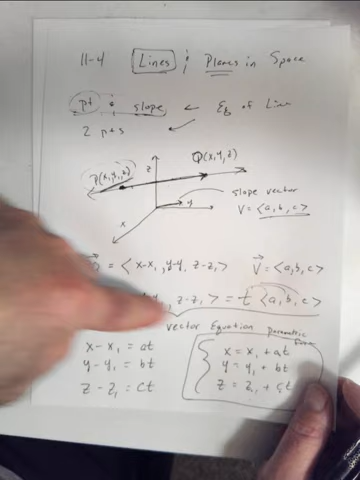 11-4 Lines & Planes in Space
pt & slope ← Eq of Line
2 pts
z
P(x₁,y₁,z₁) Q(x,y,z)
slope vector
V = <a,b,c>
y
x
= <x-x₁, y-y₁, z-z₁> V = <a,b,c>
, z-z₁> = t <a,b,c>
vector Equation parametric
form
x-x₁ = at
y-y₁ = bt
z-z₁ = ct
x = x₁ + at
y = y₁ + bt
z = z₁ + ct